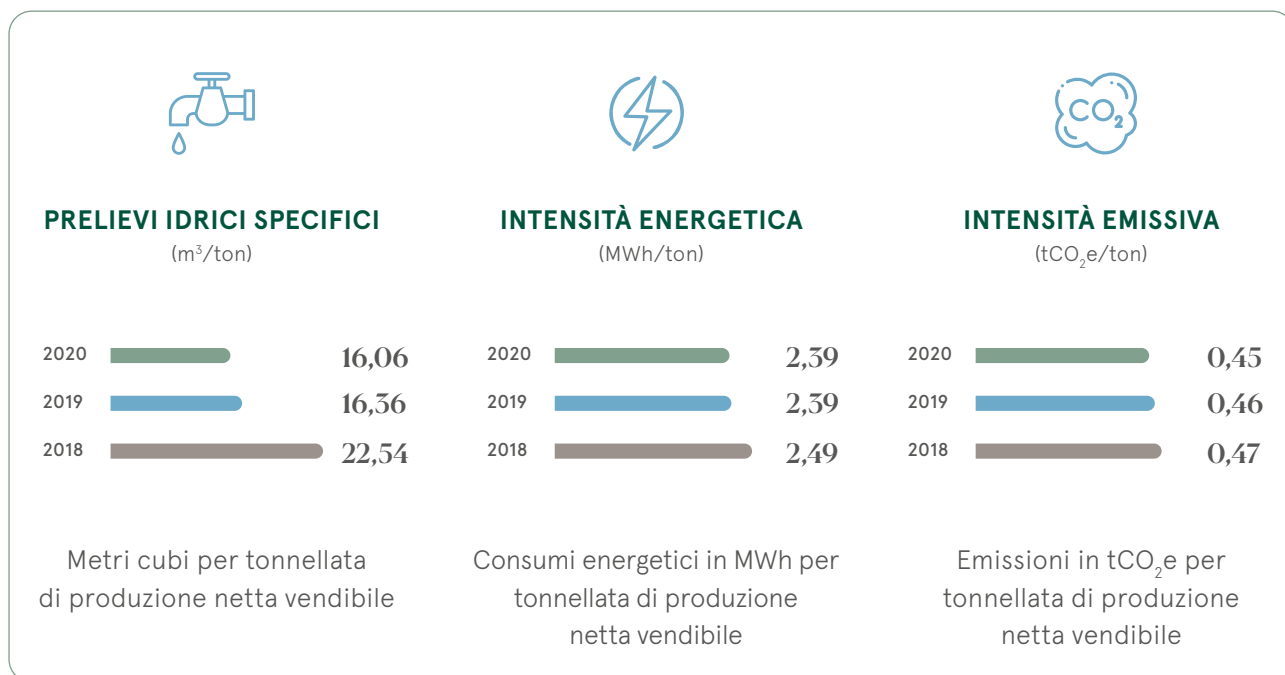 CO₂
PRELIEVI IDRICI SPECIFICI
(m³/ton)
2020 16,06
2019 16,36
2018 22,54
Metri cubi per tonnellata
di produzione netta vendibile
INTENSITÀ ENERGETICA
(MWh/ton)
2020 2,39
2019 2,39
2018 2,49
Consumi energetici in MWh per
tonnellata di produzione
netta vendibile
INTENSITÀ EMISSIVA
(tCO₂e/ton)
2020 0,45
2019 0,46
2018 0,47
Emissioni in tCO₂e per
tonnellata di produzione
netta vendibile